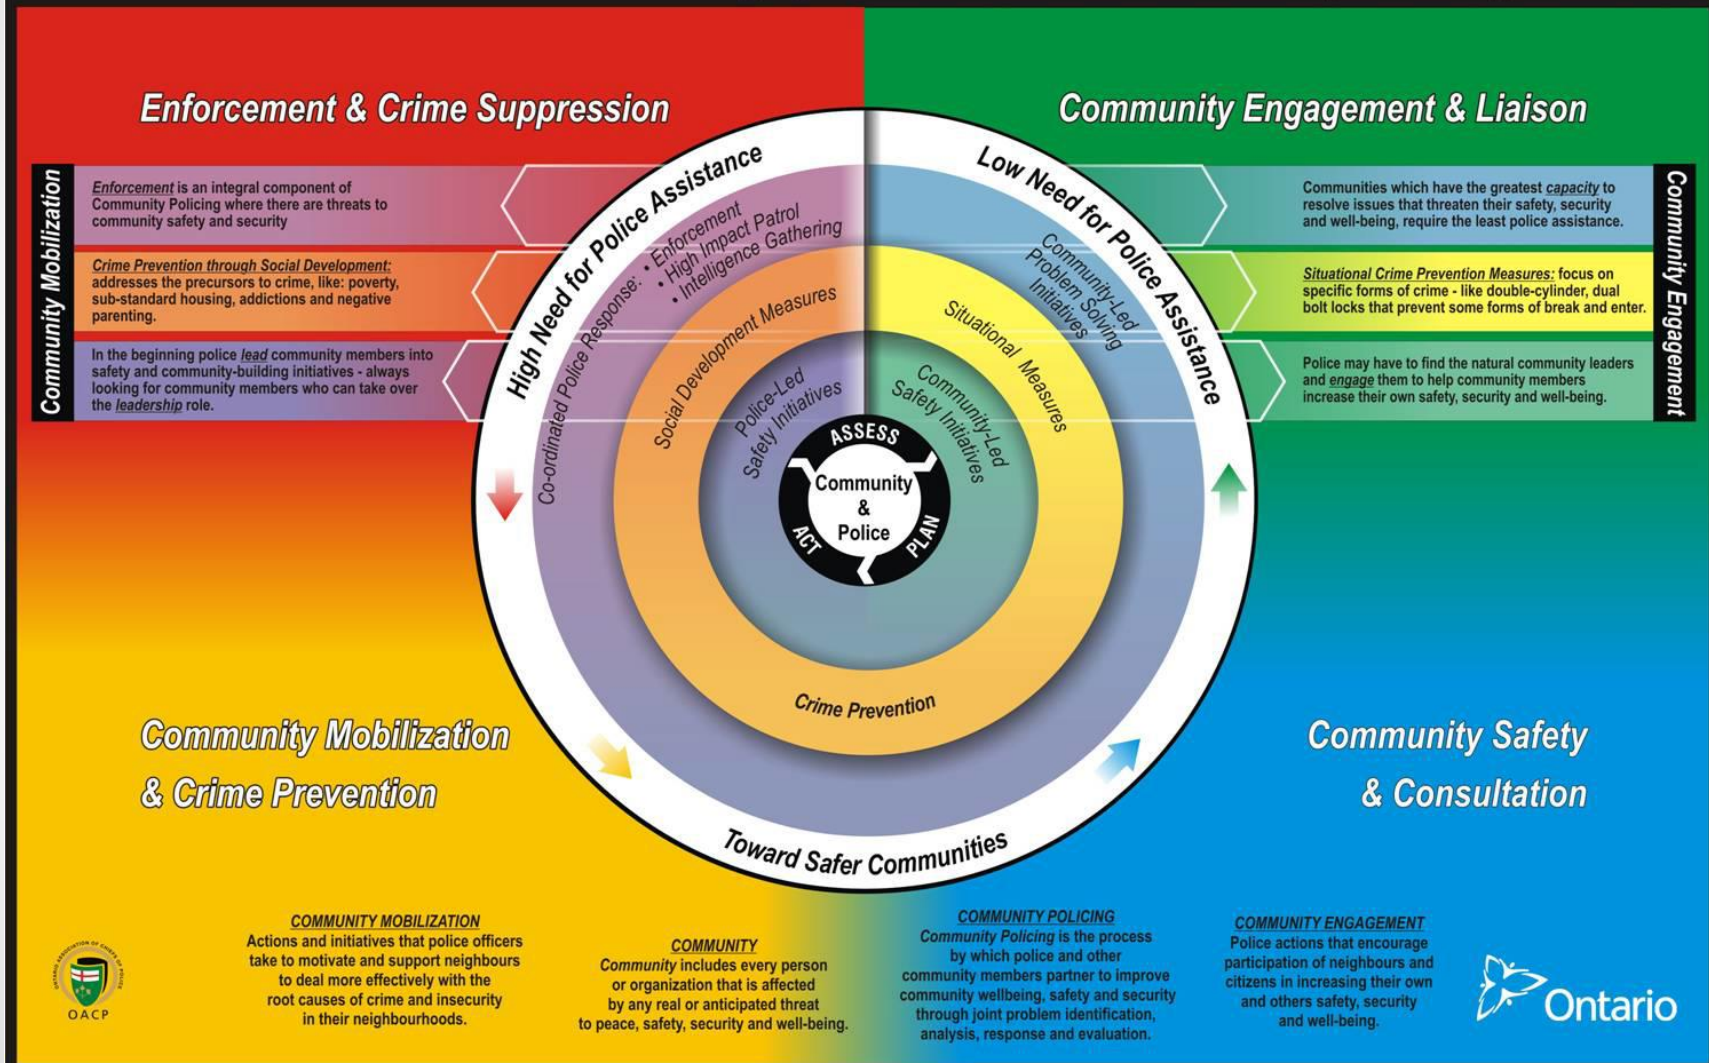 Enforcement & Crime Suppression
Community Engagement & Liaison
Community Mobilization
Enforcement is an integral component of
Community Policing where there are threats to
community safety and security
Crime Prevention through Social Development:
addresses the precursors to crime, like: poverty,
sub-standard housing, addictions and negative
parenting.
In the beginning police lead community members into
safety and community-building initiatives - always
looking for community members who can take over
the leadership role.
High Need for Police Assistance
Low Need for Police Assistance
Co-ordinated Police Response:
• Enforcement
• High Impact Patrol
• Intelligence Gathering
Social Development Measures
Police-Led
Safety Initiatives
Community-Led
Problem Solving
Initiatives
Situational Measures
Community-Led
Safety Initiatives
ASSESS
PLAN
ACT
Community
&
Police
Crime Prevention
Toward Safer Communities
Communities which have the greatest capacity to
resolve issues that threaten their safety, security
and well-being, require the least police assistance.
Situational Crime Prevention Measures: focus on
specific forms of crime - like double-cylinder, dual
bolt locks that prevent some forms of break and enter.
Police may have to find the natural community leaders
and engage them to help community members
increase their own safety, security and well-being.
Community Engagement
Community Mobilization
& Crime Prevention
Community Safety
& Consultation
ONTARIO ASSOCIATION OF CHIEFS OF POLICE
OACP
COMMUNITY MOBILIZATION
Actions and initiatives that police officers
take to motivate and support neighbours
to deal more effectively with the
root causes of crime and insecurity
in their neighbourhoods.
COMMUNITY
Community includes every person
or organization that is affected
by any real or anticipated threat
to peace, safety, security and well-being.
COMMUNITY POLICING
Community Policing is the process
by which police and other
community members partner to improve
community wellbeing, safety and security
through joint problem identification,
analysis, response and evaluation.
COMMUNITY ENGAGEMENT
Police actions that encourage
participation of neighbours and
citizens in increasing their own
and others safety, security
and well-being.
Ontario